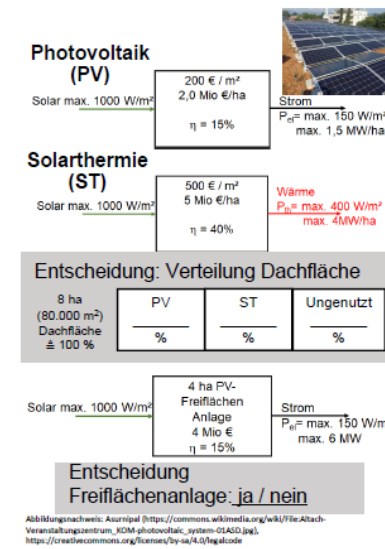 Photovoltaik
(PV)
200 € / m²
2,0 Mio €/ha
η = 15%
Solar max. 1000 W/m²
Strom
Pel= max. 150 W/m²
max. 1,5 MW/ha
Solarthermie
(ST)
500 € / m²
5 Mio €/ha
η = 40%
Solar max. 1000 W/m²
Wärme
Pth= max. 400 W/m²
max. 4MW/ha
Entscheidung: Verteilung Dachfläche
8 ha
(80.000 m²)
Dachfläche
≙ 100 %
PV
%
ST
%
Ungenutzt
%
Solar max. 1000 W/m²
4 ha PV-
Freiflächen
Anlage
4 Mio €
η = 15%
Strom
Pel= max. 150 W/m²
max. 6 MW
Entscheidung
Freiflächenanlage: ja / nein
Abbildungsnachweis: Asurnipal (https://commons.wikimedia.org/wiki/File:Altach-
Veranstaltungszentrum_KOM-photovoltaic_system-01ASD.jpg),
https://creativecommons.org/licenses/by-sa/4.0/legalcode